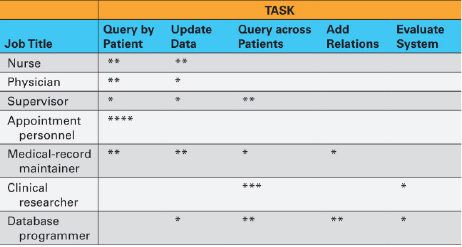 TASK
Job Title Query by Patient Update Data Query across Patients Add Relations Evaluate System
Nurse ** **
Physician ** *
Supervisor * * **
Appointment personnel ****
Medical-record maintainer ** ** * *
Clinical researcher *** *
Database programmer * ** ** *